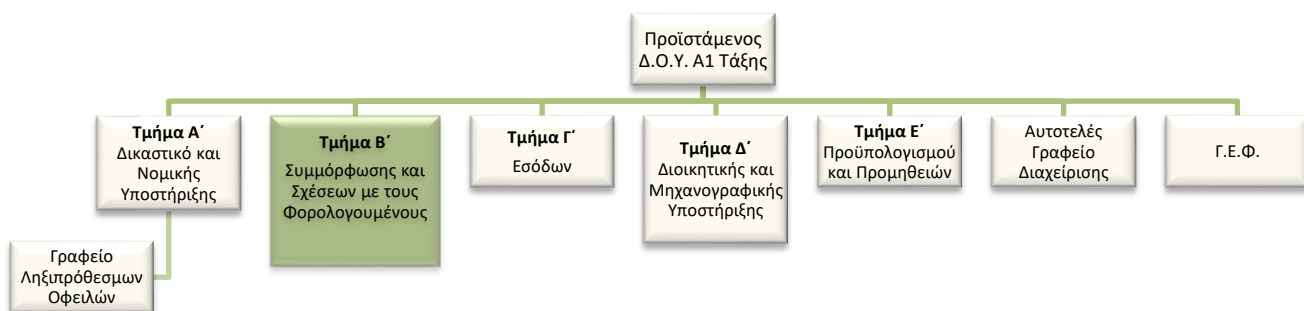 Προϊστάμενος
Δ.Ο.Υ. Α1 Τάξης
Τμήμα Α΄
Δικαστικό και
Νομικής
Υποστήριξης
Τμήμα Β΄
Συμμόρφωσης και
Σχέσεων με τους
Φορολογουμένους
Τμήμα Γ΄
Εσόδων
Τμήμα Δ΄
Διοικητικής και
Μηχανογραφικής
Υποστήριξης
Τμήμα Ε΄
Προϋπολογισμού
και Προμηθειών
Αυτοτελές
Γραφείο
Διαχείρισης
Γ.Ε.Φ.
Γραφείο
Ληξιπρόθεσμων
Οφειλών